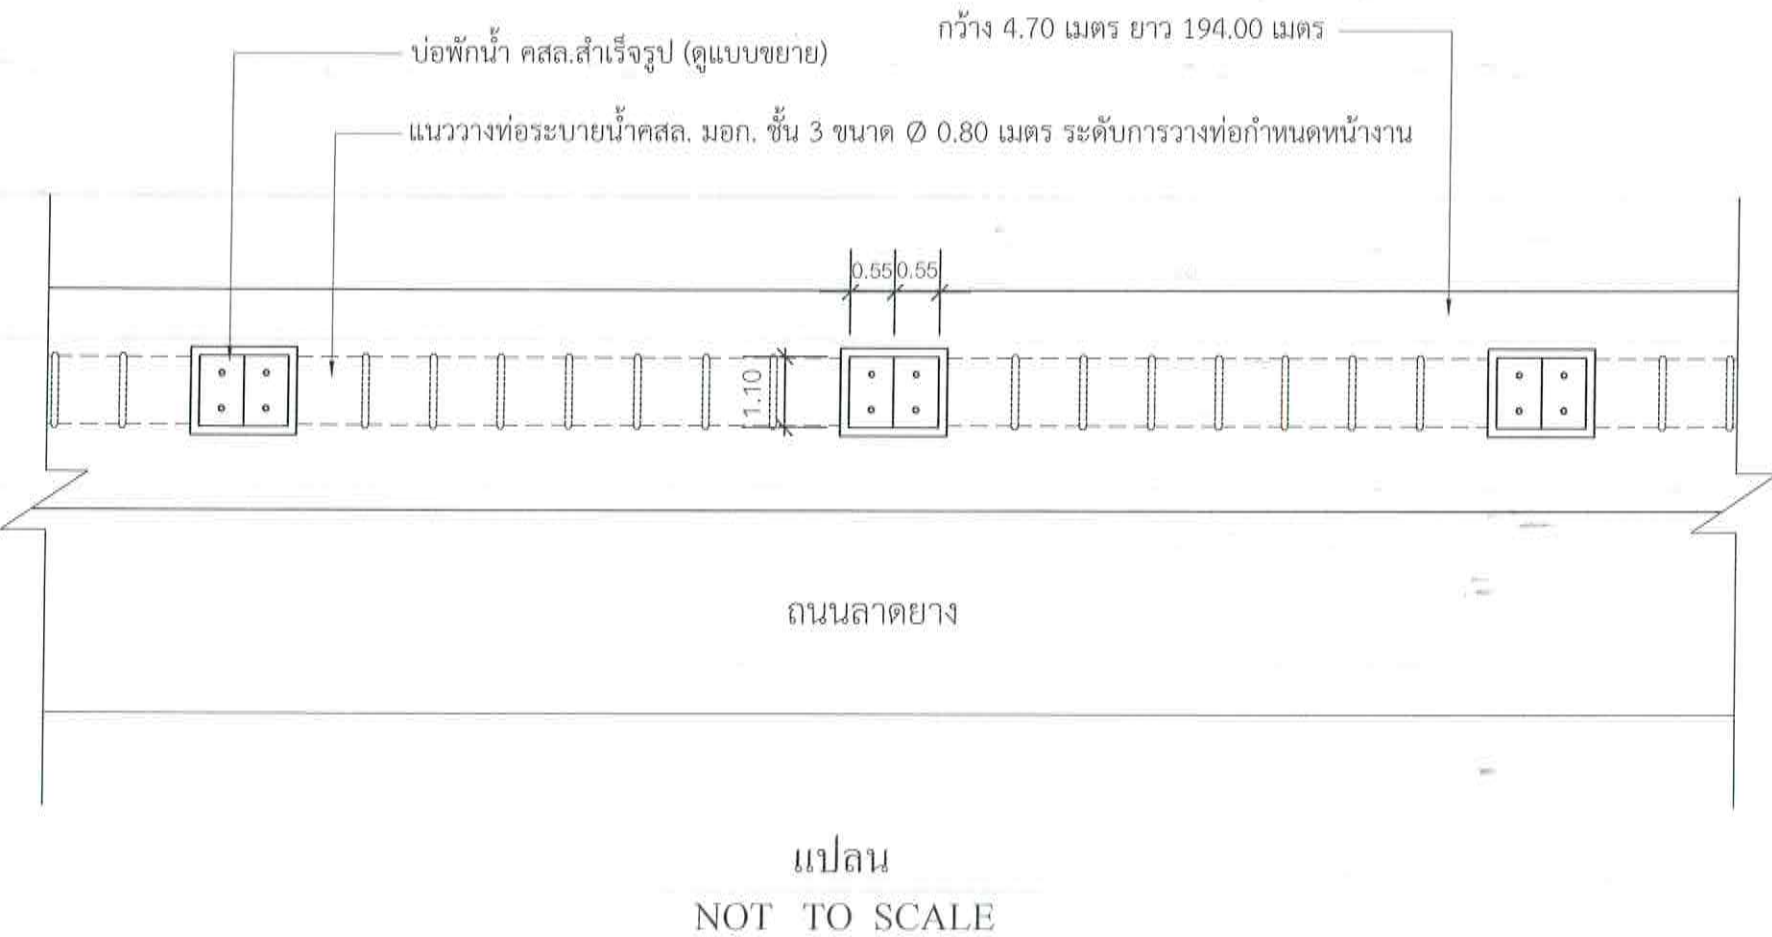 กว้าง 4.70 เมตร ยาว 194.00 เมตร
บ่อพักน้ำ คสล.สำเร็จรูป (ดูแบบขยาย)
แนววางท่อระบายน้ำคสล. มอก. ชั้น 3 ขนาด Ø 0.80 เมตร ระดับการวางท่อกำหนดหน้างาน
0.55 0.55
1.10
ถนนลาดยาง
แปลน
NOT TO SCALE